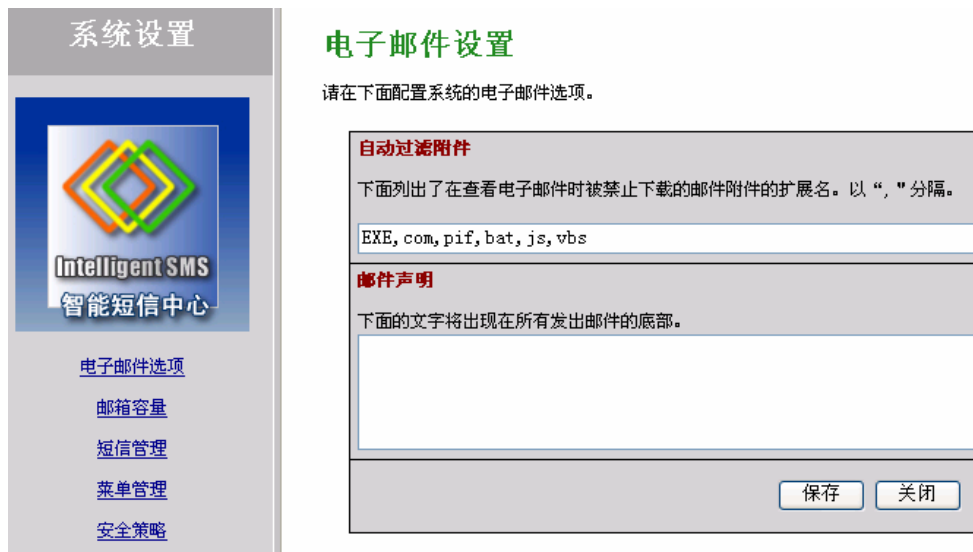 系统设置
Intelligent SMS
智能短信中心
电子邮件选项
邮箱容量
短信管理
菜单管理
安全策略
电子邮件设置
请在下面配置系统的电子邮件选项。
自动过滤附件
下面列出了在查看电子邮件时被禁止下载的邮件附件的扩展名。以“,”分隔。
EXE,com,pif,bat,js,vbs
邮件声明
下面的文字将出现在所有发出邮件的底部。
保存 关闭